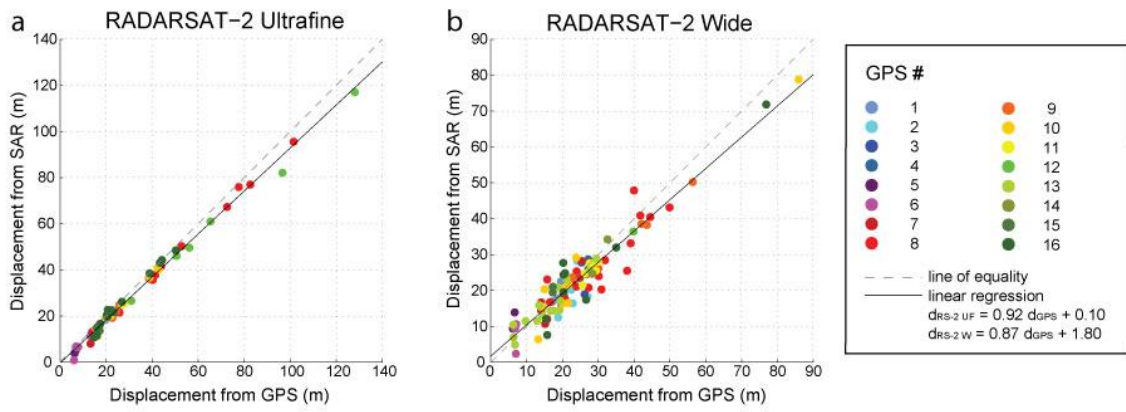 a
RADARSAT−2 Ultrafine
140
120
100
80
60
40
20
0
0 20 40 60 80 100 120 140
Displacement from SAR (m)
Displacement from GPS (m)
b
RADARSAT−2 Wide
90
80
70
60
50
40
30
20
10
0
0 10 20 30 40 50 60 70 80 90
Displacement from SAR (m)
Displacement from GPS (m)
GPS #
1 9
2 10
3 11
4 12
5 13
6 14
7 15
8 16
line of equality
linear regression
dRS-2 UF = 0.92 dGPS + 0.10
dRS-2 W = 0.87 dGPS + 1.80